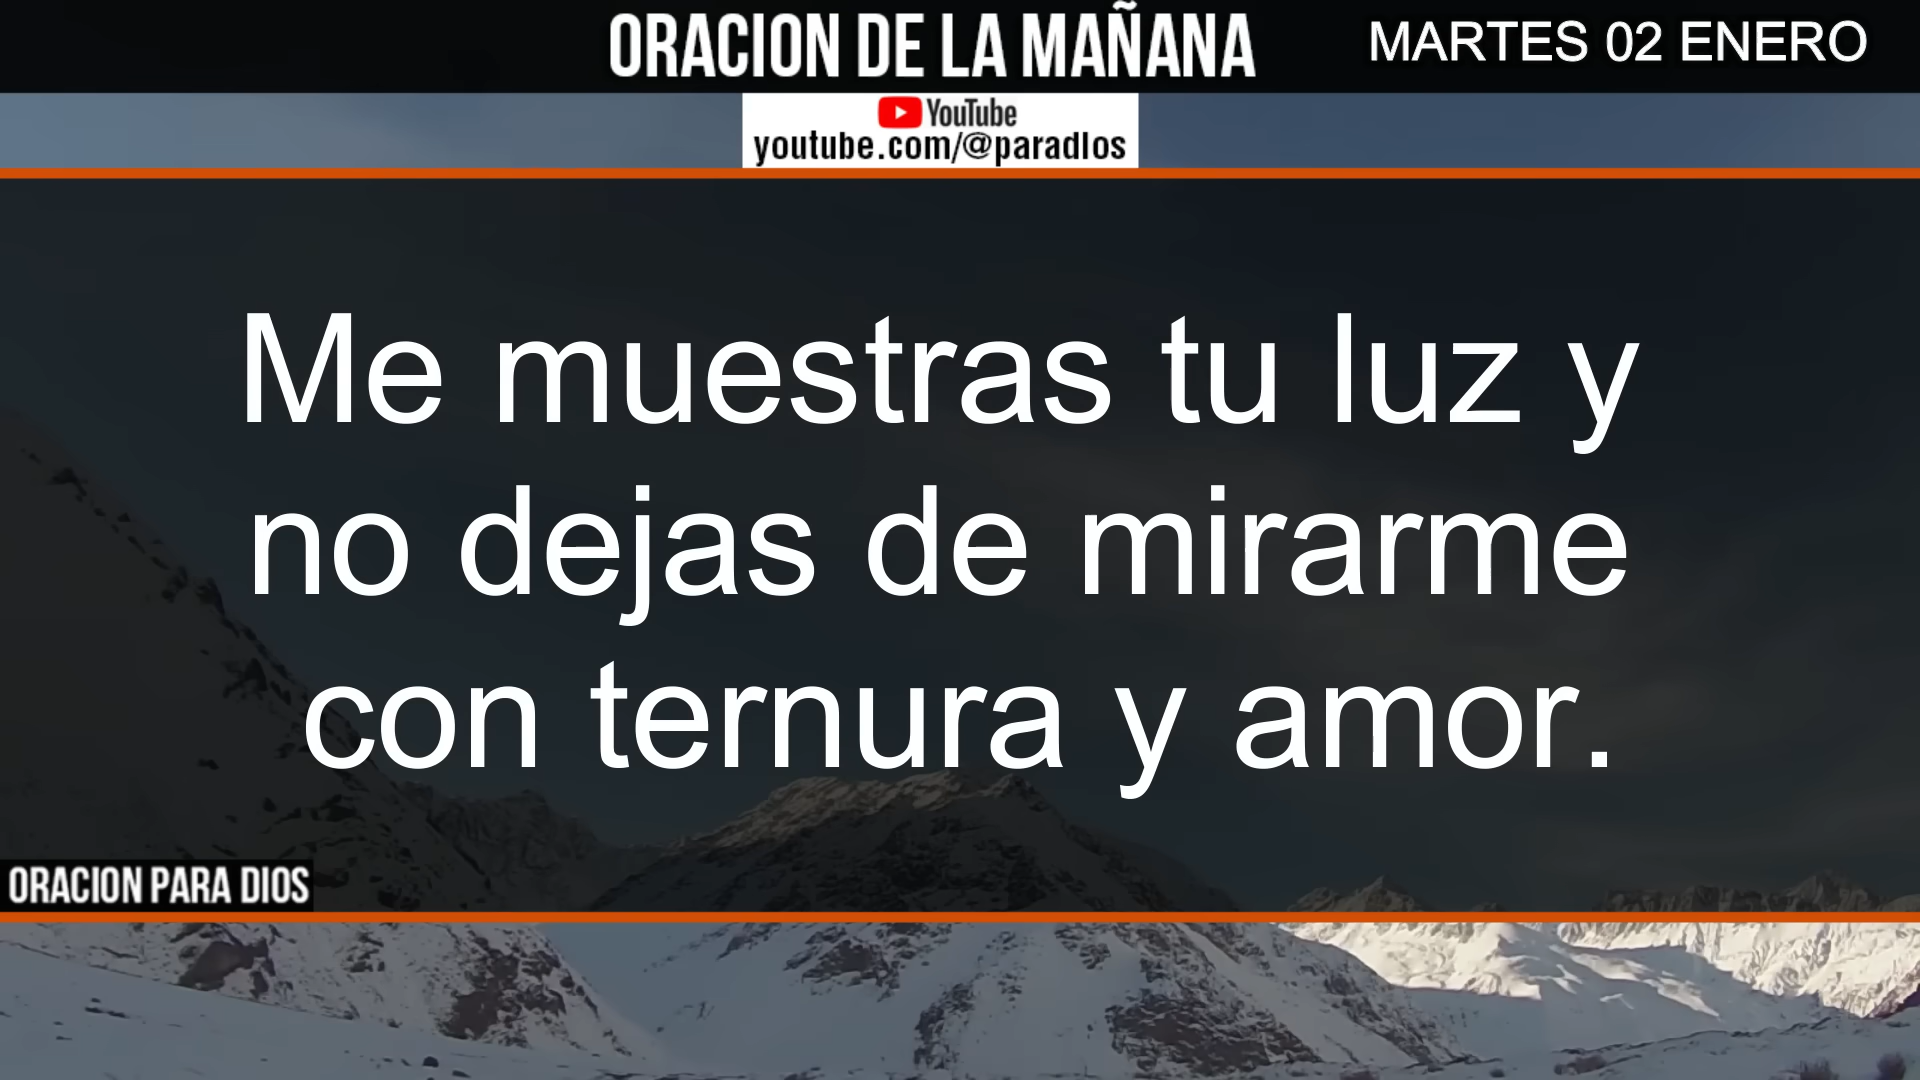 ORACION DE LA MAÑANA
MARTES 02 ENERO
YouTube
youtube.com/@paradIos
Me muestras tu luz y
no dejas de mirarme
con ternura y amor.
ORACION PARA DIOS